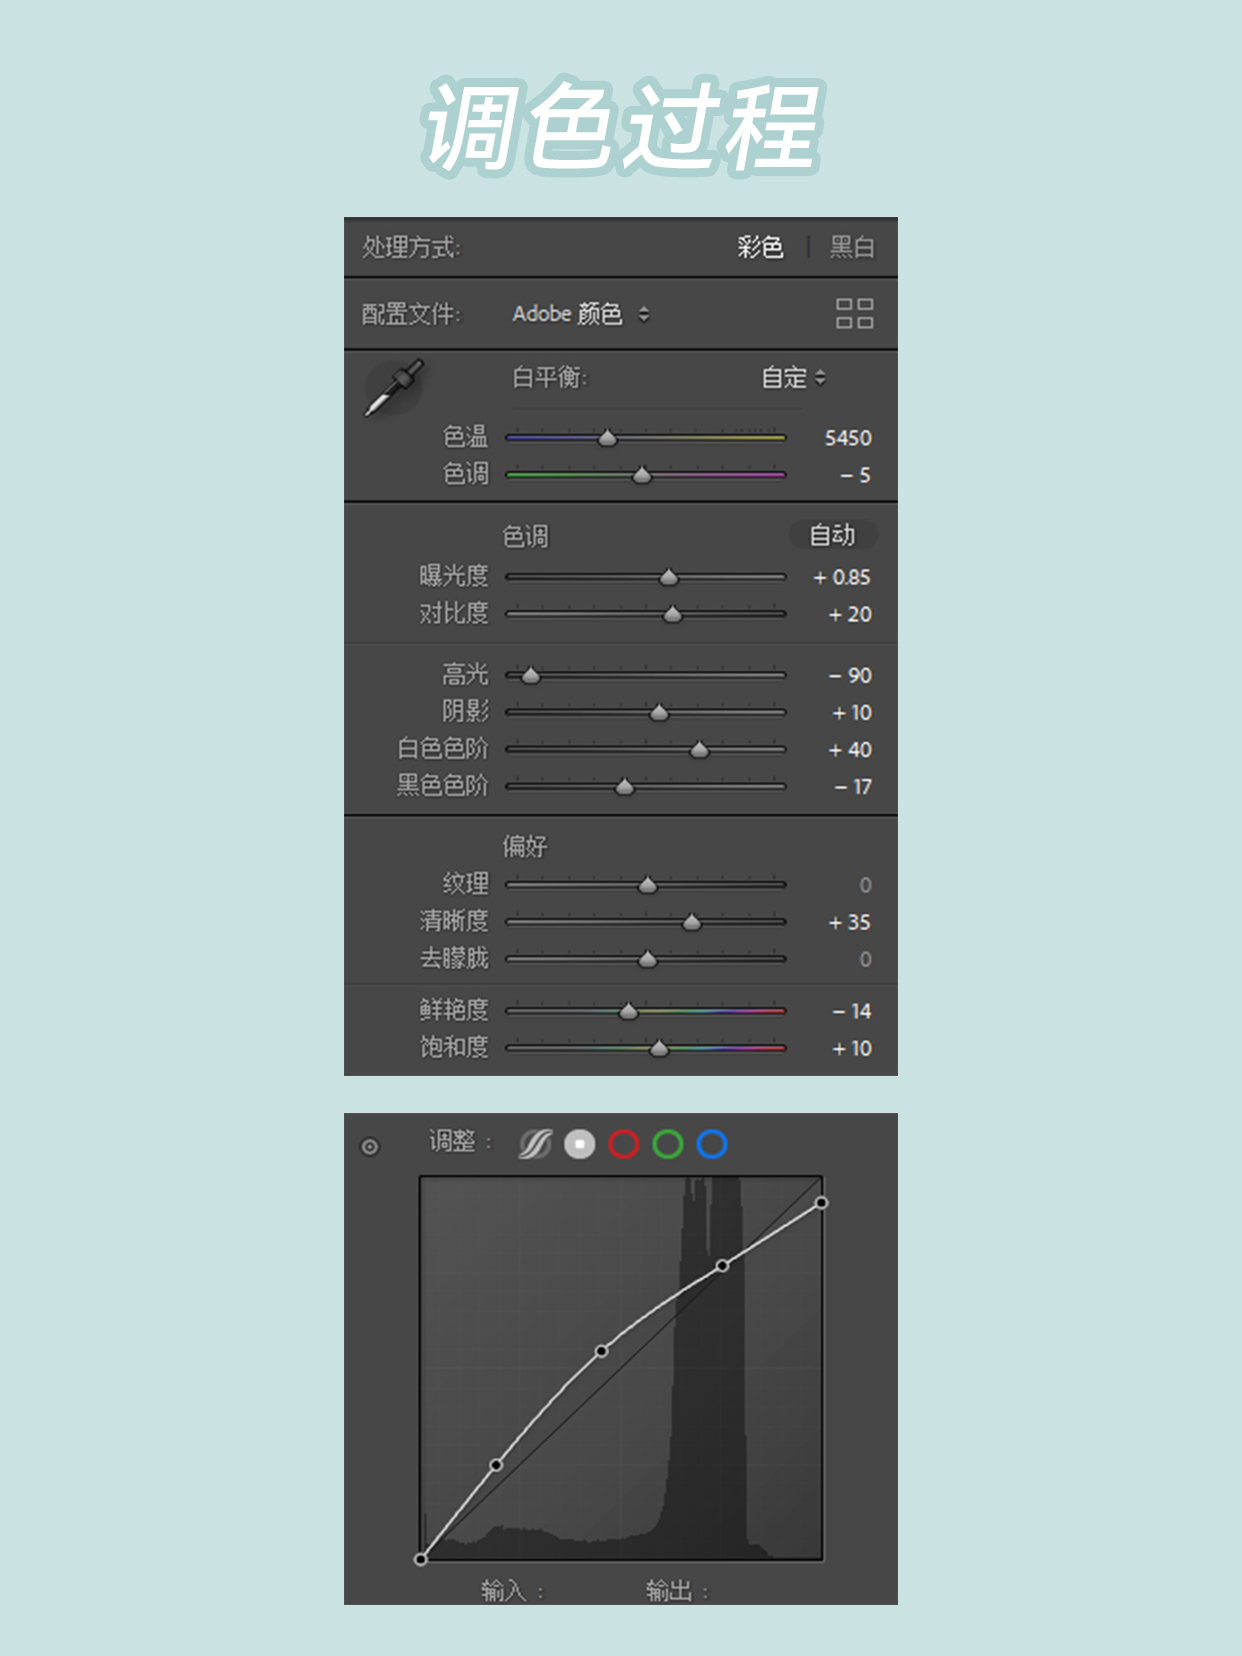 调色过程
处理方式: 彩色 | 黑白
配置文件: Adobe 颜色
白平衡: 自定
色温 5450
色调 − 5
色调 自动
曝光度 + 0.85
对比度 + 20
高光 − 90
阴影 + 10
白色色阶 + 40
黑色色阶 − 17
偏好
纹理 0
清晰度 + 35
去朦胧 0
鲜艳度 − 14
饱和度 + 10
调整 :
输入 : 输出 :